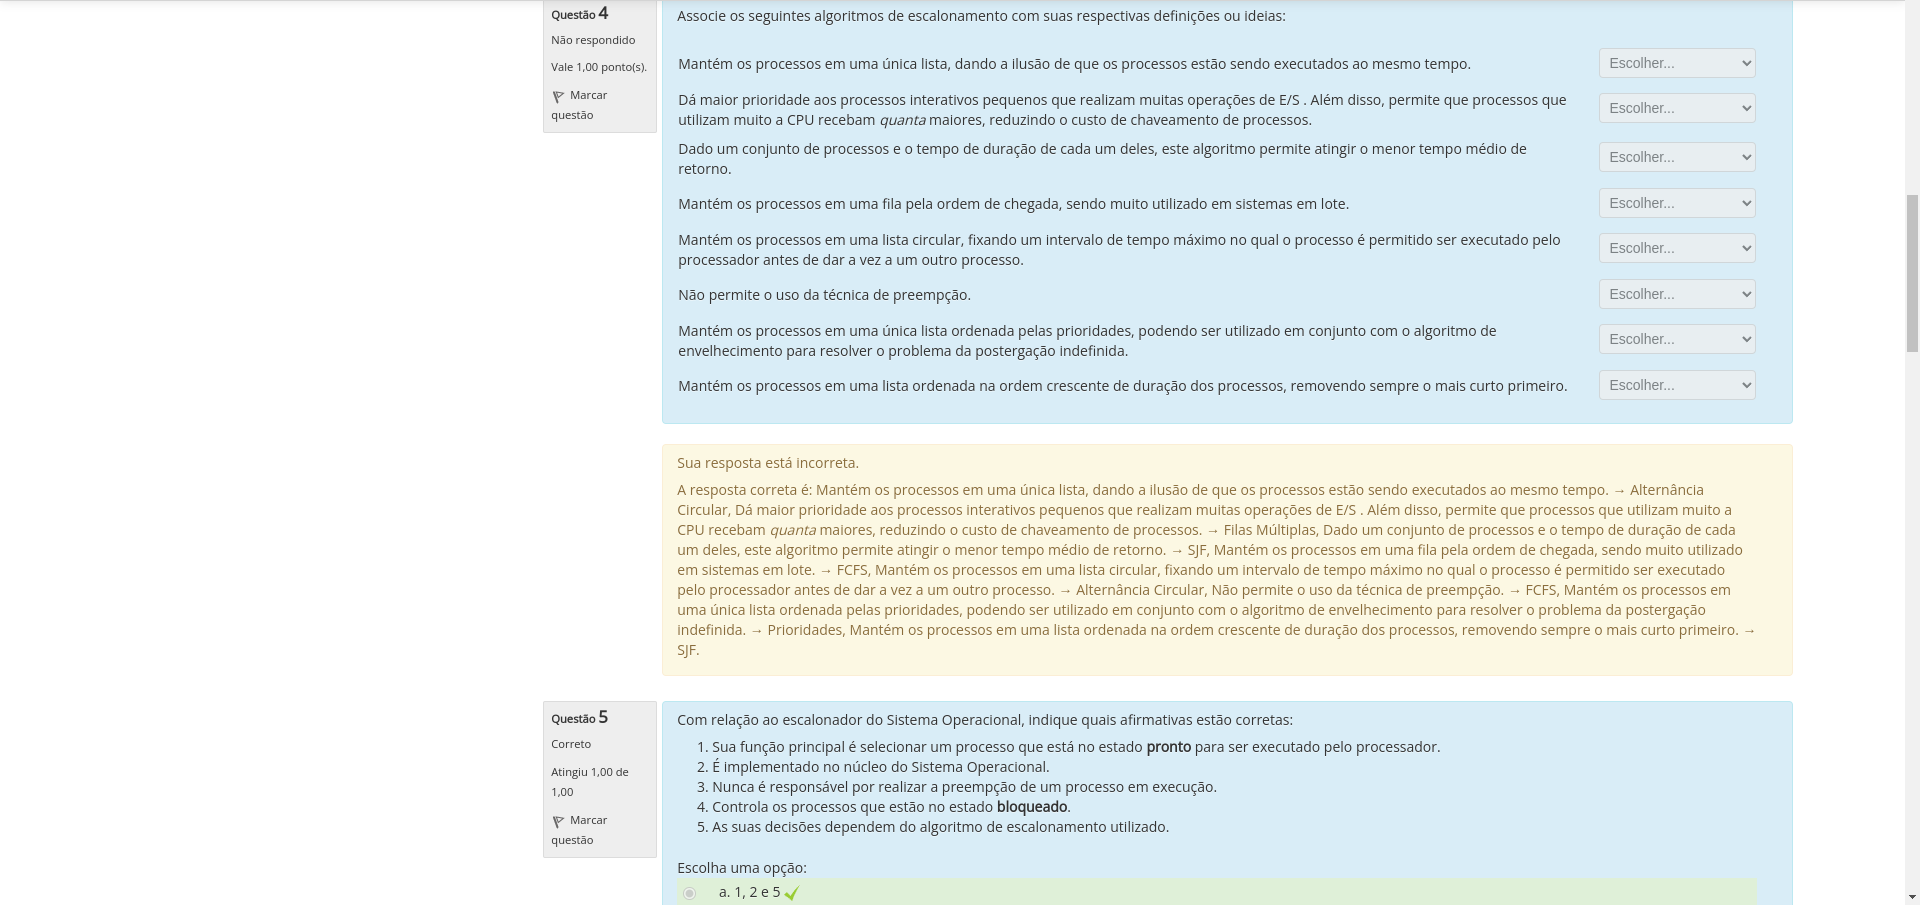 Questão 4
Não respondido
Vale 1,00 ponto(s).
Marcar
questão
Associe os seguintes algoritmos de escalonamento com suas respectivas definições ou ideias:
Mantém os processos em uma única lista, dando a ilusão de que os processos estão sendo executados ao mesmo tempo.
Escolher...
Dá maior prioridade aos processos interativos pequenos que realizam muitas operações de E/S . Além disso, permite que processos que
utilizam muito a CPU recebam quanta maiores, reduzindo o custo de chaveamento de processos.
Escolher...
Dado um conjunto de processos e o tempo de duração de cada um deles, este algoritmo permite atingir o menor tempo médio de
retorno.
Escolher...
Mantém os processos em uma fila pela ordem de chegada, sendo muito utilizado em sistemas em lote.
Escolher...
Mantém os processos em uma lista circular, fixando um intervalo de tempo máximo no qual o processo é permitido ser executado pelo
processador antes de dar a vez a um outro processo.
Escolher...
Não permite o uso da técnica de preempção.
Escolher...
Mantém os processos em uma única lista ordenada pelas prioridades, podendo ser utilizado em conjunto com o algoritmo de
envelhecimento para resolver o problema da postergação indefinida.
Escolher...
Mantém os processos em uma lista ordenada na ordem crescente de duração dos processos, removendo sempre o mais curto primeiro.
Escolher...
Sua resposta está incorreta.
A resposta correta é: Mantém os processos em uma única lista, dando a ilusão de que os processos estão sendo executados ao mesmo tempo. → Alternância
Circular, Dá maior prioridade aos processos interativos pequenos que realizam muitas operações de E/S . Além disso, permite que processos que utilizam muito a
CPU recebam quanta maiores, reduzindo o custo de chaveamento de processos. → Filas Múltiplas, Dado um conjunto de processos e o tempo de duração de cada
um deles, este algoritmo permite atingir o menor tempo médio de retorno. → SJF, Mantém os processos em uma fila pela ordem de chegada, sendo muito utilizado
em sistemas em lote. → FCFS, Mantém os processos em uma lista circular, fixando um intervalo de tempo máximo no qual o processo é permitido ser executado
pelo processador antes de dar a vez a um outro processo. → Alternância Circular, Não permite o uso da técnica de preempção. → FCFS, Mantém os processos em
uma única lista ordenada pelas prioridades, podendo ser utilizado em conjunto com o algoritmo de envelhecimento para resolver o problema da postergação
indefinida. → Prioridades, Mantém os processos em uma lista ordenada na ordem crescente de duração dos processos, removendo sempre o mais curto primeiro. →
SJF.
Questão 5
Correto
Atingiu 1,00 de
1,00
Marcar
questão
Com relação ao escalonador do Sistema Operacional, indique quais afirmativas estão corretas:
1. Sua função principal é selecionar um processo que está no estado pronto para ser executado pelo processador.
2. É implementado no núcleo do Sistema Operacional.
3. Nunca é responsável por realizar a preempção de um processo em execução.
4. Controla os processos que estão no estado bloqueado.
5. As suas decisões dependem do algoritmo de escalonamento utilizado.
Escolha uma opção:
a. 1, 2 e 5